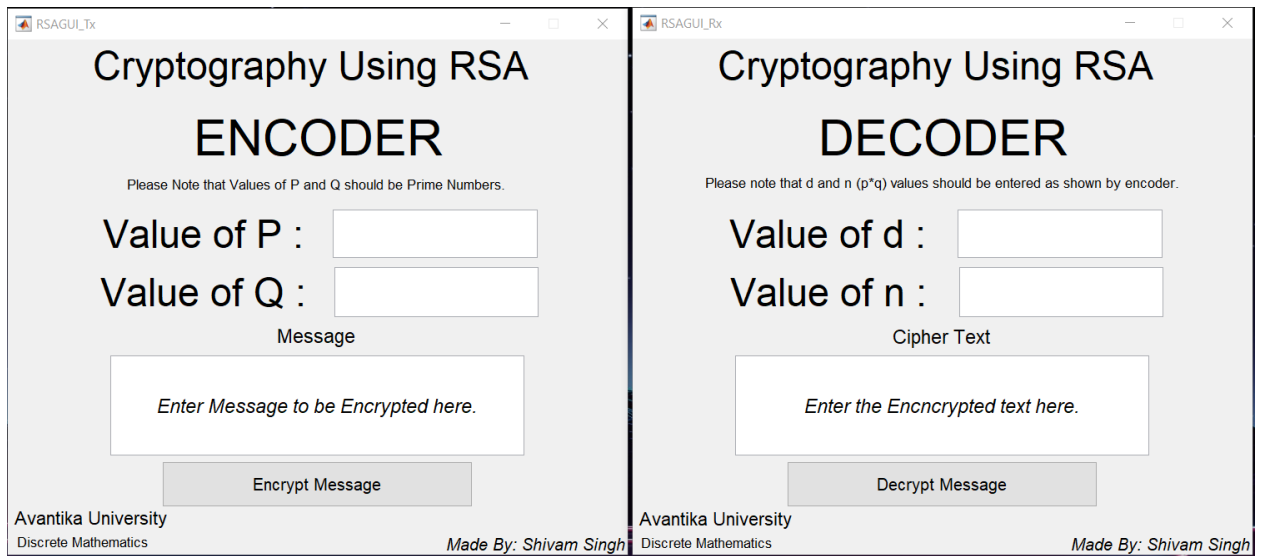 RSAGUI_Tx
Cryptography Using RSA
ENCODER
Please Note that Values of P and Q should be Prime Numbers.
Value of P :
Value of Q :
Message
Enter Message to be Encrypted here.
Encrypt Message
Avantika University
Discrete Mathematics
Made By: Shivam Singh
RSAGUI_Rx
Cryptography Using RSA
DECODER
Please note that d and n (p*q) values should be entered as shown by encoder.
Value of d :
Value of n :
Cipher Text
Enter the Encncrypted text here.
Decrypt Message
Avantika University
Discrete Mathematics
Made By: Shivam Singh